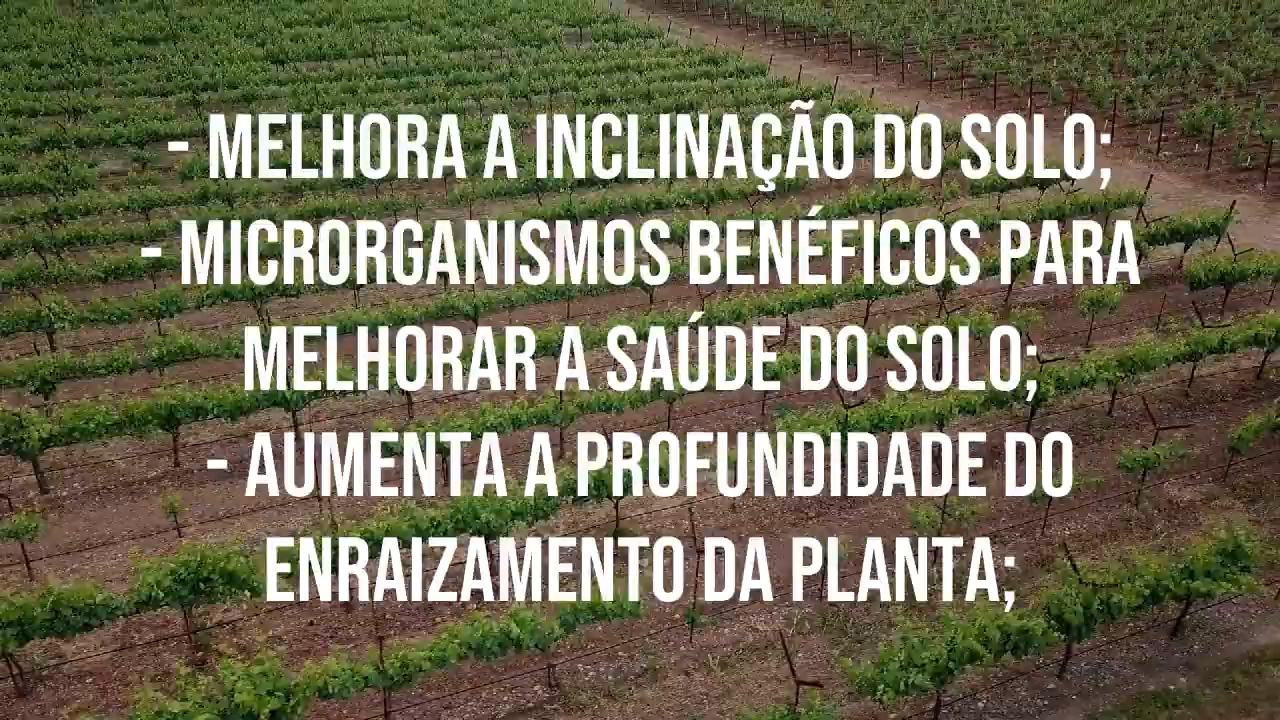 - MELHORA A INCLINAÇÃO DO SOLO;
- MICRORGANISMOS BENÉFICOS PARA
MELHORAR A SAÚDE DO SOLO;
- AUMENTA A PROFUNDIDADE DO
ENRAIZAMENTO DA PLANTA;